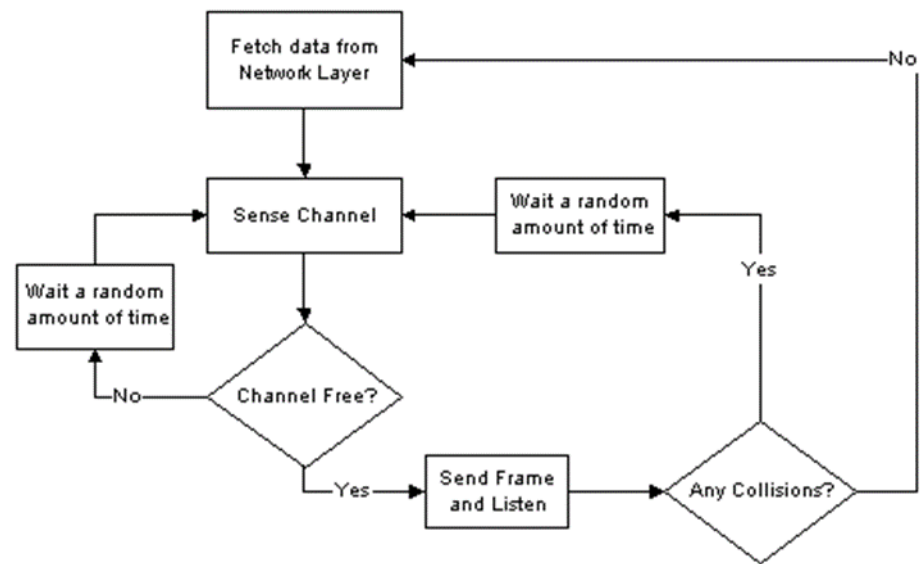 Fetch data from
Network Layer
No
Sense Channel
Wait a random
amount of time
Yes
Wait a random
amount of time
No
Channel Free?
Yes
Send Frame
and Listen
Any Collisions?